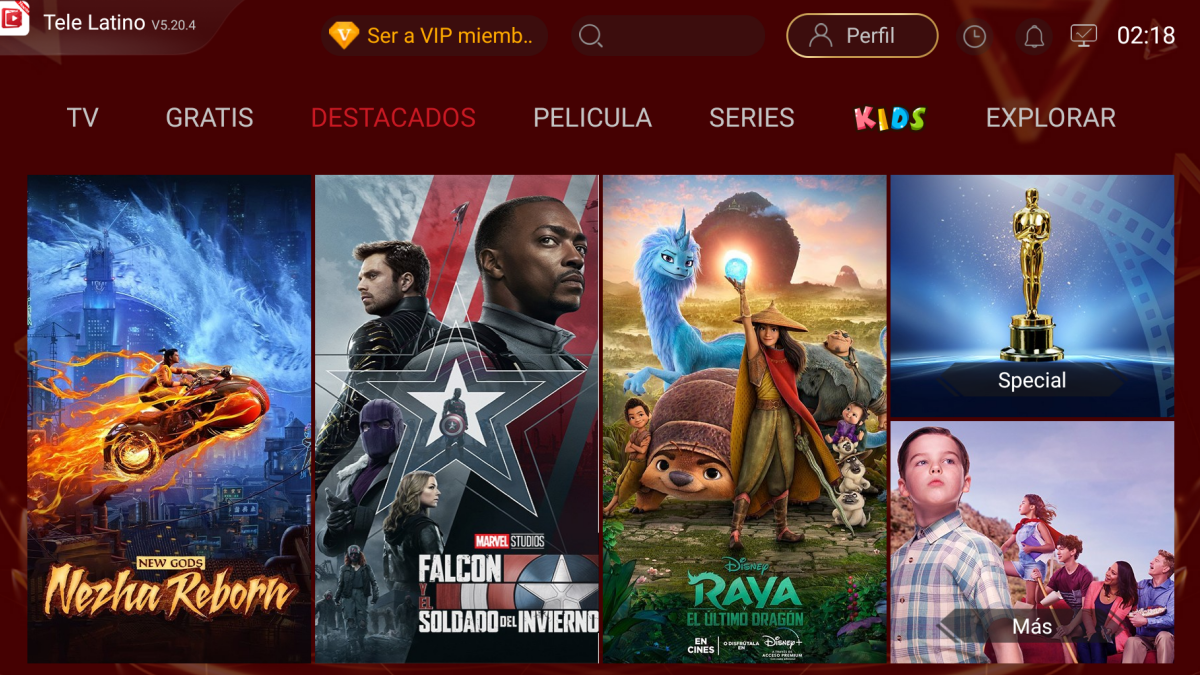 Tele Latino V5.20.4
Ser a VIP miemb..
Perfil
02:18
TV
GRATIS
DESTACADOS
PELICULA
SERIES
KIDS
EXPLORAR
NEW GODS
Nezha Reborn
MARVEL STUDIOS
FALCON
Y EL
SOLDADO DEL INVIERNO
Disney
RAYA
EL ÚLTIMO DRAGÓN
EN CINES
O DISFRÚTALA EN
Disney+
ACCESO PREMIUM
Special
Más